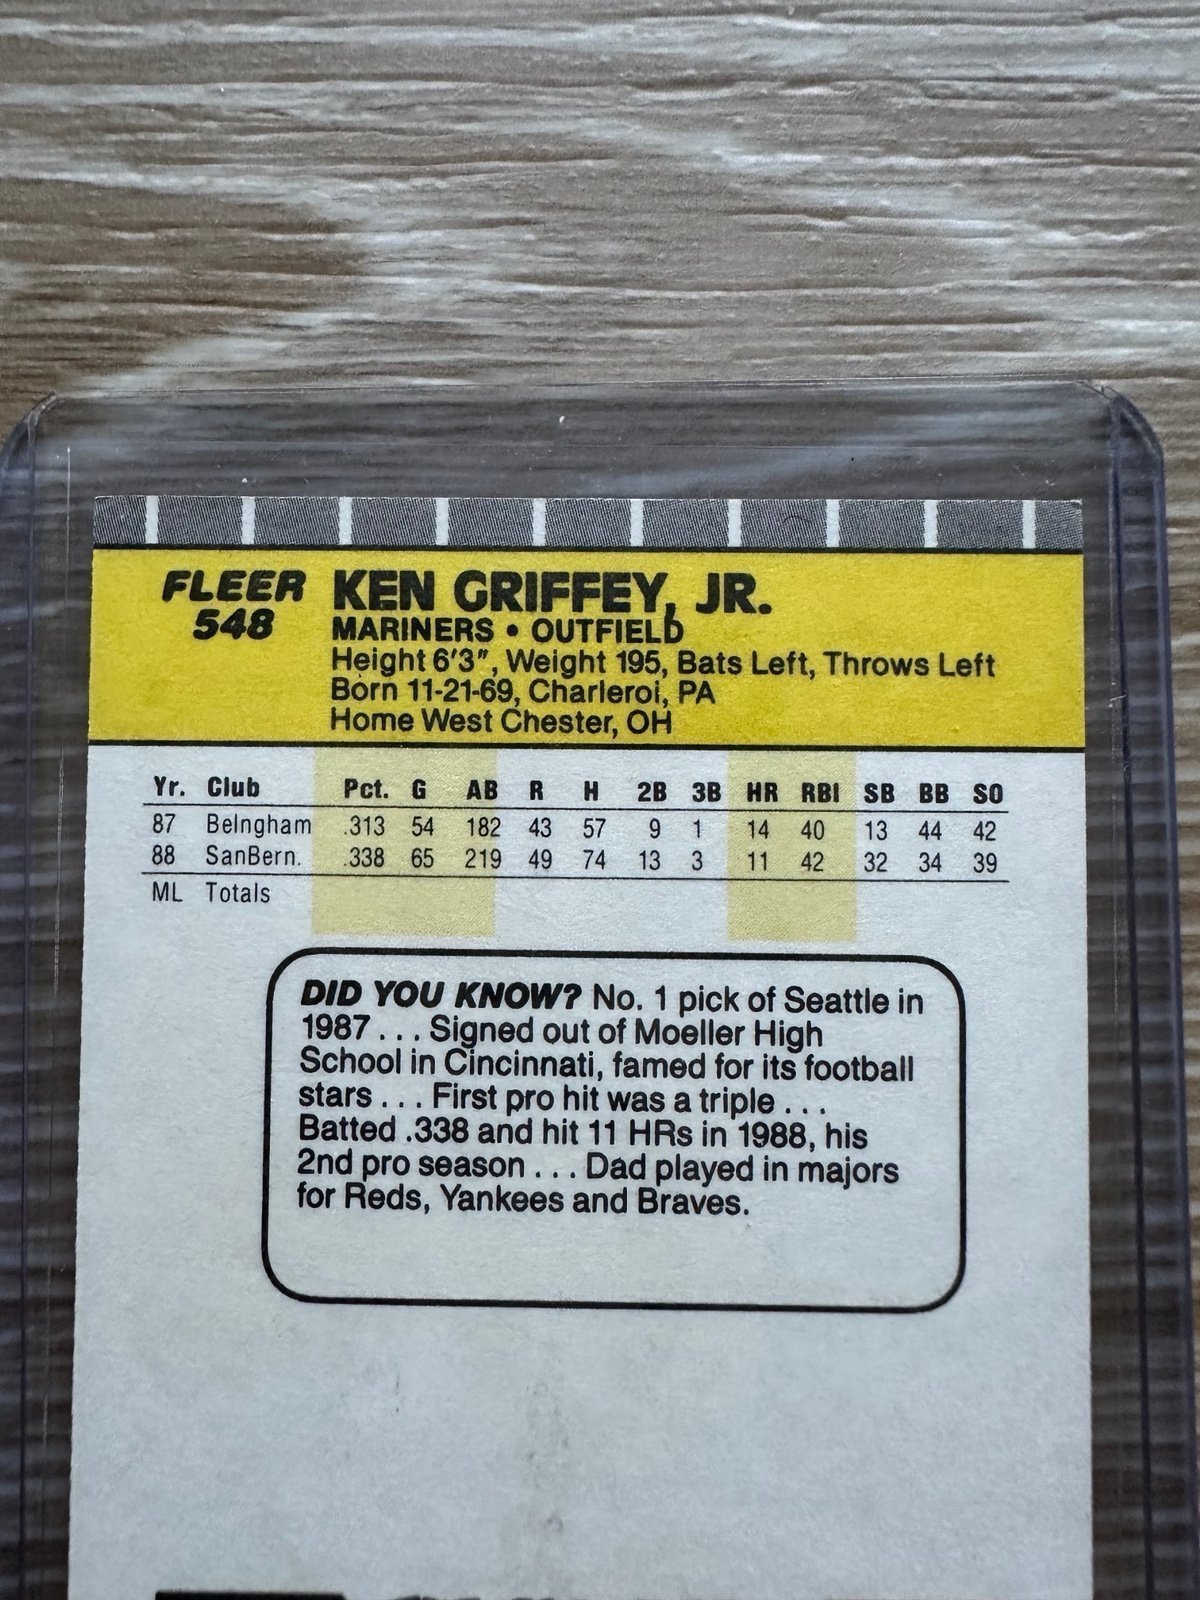 FLEER KEN GRIFFEY, JR.
548 MARINERS • OUTFIELD
Height 6'3", Weight 195, Bats Left, Throws Left
Born 11-21-69, Charleroi, PA
Home West Chester, OH
Yr. Club Pct. G AB R H 2B 3B HR RBI SB BB SO
87 Belngham .313 54 182 43 57 9 1 14 40 13 44 42
88 SanBern. .338 65 219 49 74 13 3 11 42 32 34 39
ML Totals
DID YOU KNOW? No. 1 pick of Seattle in
1987 . . . Signed out of Moeller High
School in Cincinnati, famed for its football
stars . . . First pro hit was a triple . . .
Batted .338 and hit 11 HRs in 1988, his
2nd pro season . . . Dad played in majors
for Reds, Yankees and Braves.